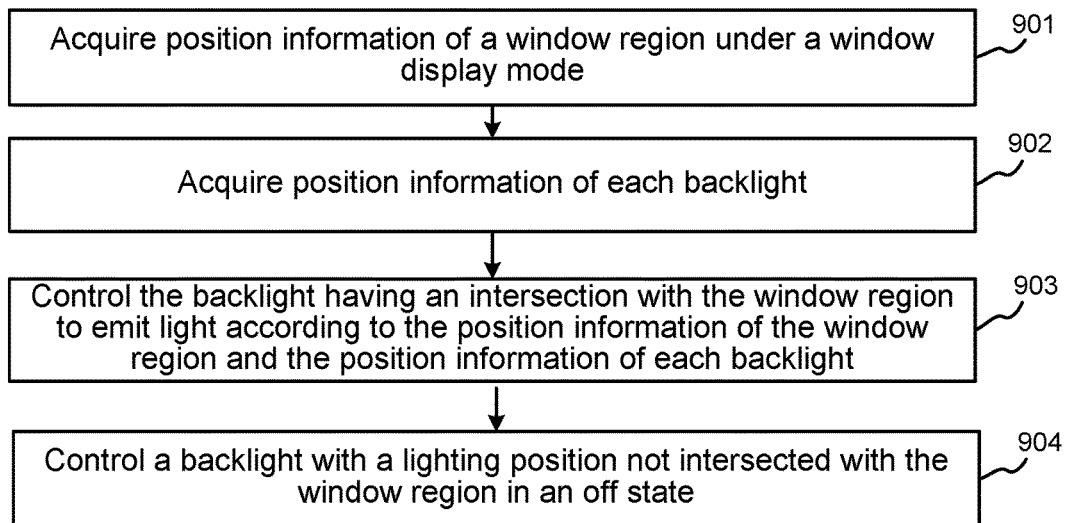 Acquire position information of a window region under a window
display mode
901
Acquire position information of each backlight
902
Control the backlight having an intersection with the window region
to emit light according to the position information of the window
region and the position information of each backlight
903
Control a backlight with a lighting position not intersected with the
window region in an off state
904